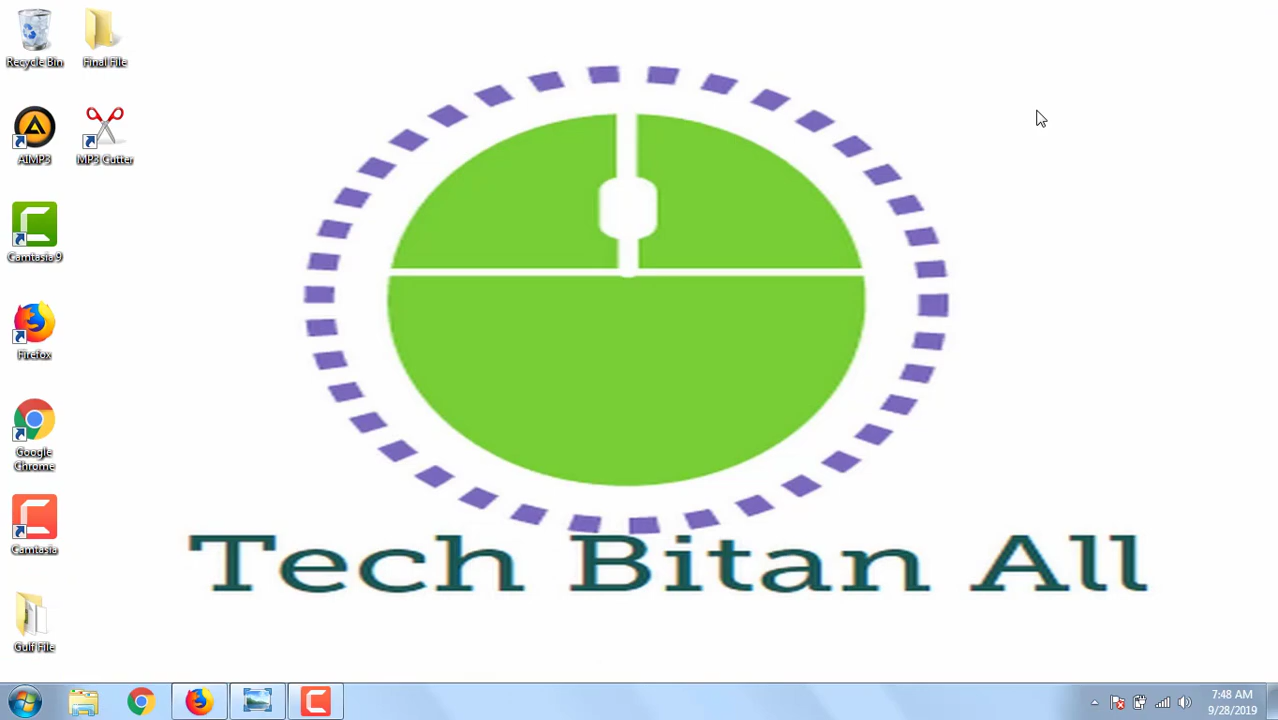 Recycle Bin
Final File
AIMP3
MP3 Cutter
Camtasia 9
Firefox
Google
Chrome
Camtasia
Gulf File
Tech Bitan All
7:48 AM
9/28/2019